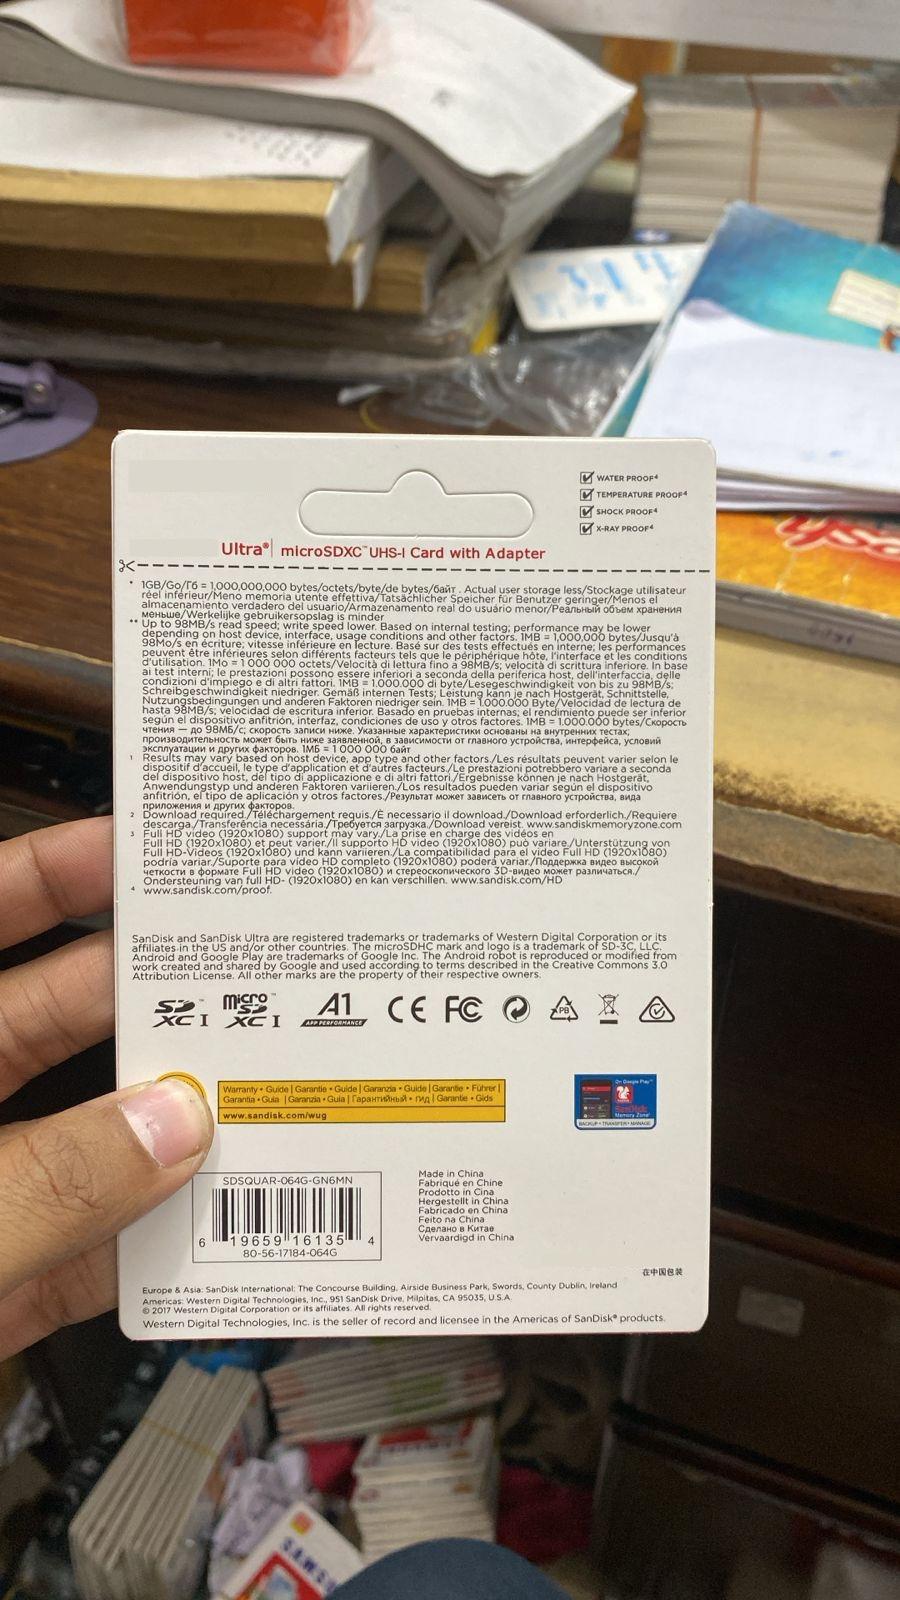 WATER PROOF⁴
TEMPERATURE PROOF⁴
SHOCK PROOF⁴
X-RAY PROOF⁴
Ultra® microSDXC™ UHS-I Card with Adapter
* 1GB/Go/Гб = 1,000,000,000 bytes/octets/byte/de bytes/байт . Actual user storage less/Stockage utilisateur
réel inférieur/Meno memoria utente effettiva/Tatsächlicher Speicher für Benutzer geringer/Menos el
almacenamiento verdadero del usuario/Armazenamento real do usuário menor/Реальный объем хранения
меньше/Werkelijke gebruikersopslag is minder
** Up to 98MB/s read speed; write speed lower. Based on internal testing; performance may be lower
depending on host device, interface, usage conditions and other factors. 1MB = 1,000,000 bytes/Jusqu'à
98Mo/s en écriture; vitesse inférieure en lecture. Basé sur des tests effectués en interne; les performances
peuvent être inférieures selon différents facteurs tels que le périphérique hôte, l'interface et les conditions
d'utilisation. 1Mo = 1 000 000 octets/Velocità di lettura fino a 98MB/s; velocità di scrittura inferiore. In base
ai test interni; le prestazioni possono essere inferiori a seconda della periferica host, dell'interfaccia, delle
condizioni d'impiego e di altri fattori. 1MB = 1.000.000 di byte/Lesegeschwindigkeit von bis zu 98MB/s;
Schreibgeschwindigkeit niedriger. Gemäß internen Tests; Leistung kann je nach Hostgerät, Schnittstelle,
Nutzungsbedingungen und anderen Faktoren niedriger sein. 1MB = 1.000.000 Byte/Velocidad de lectura de
hasta 98MB/s; velocidad de escritura inferior. Basado en pruebas internas; el rendimiento puede ser inferior
según el dispositivo anfitrión, interfaz, condiciones de uso y otros factores. 1MB = 1.000.000 bytes/Скорость
чтения — до 98МБ/с; скорость записи ниже. Указанные характеристики основаны на внутренних тестах;
производительность может быть ниже заявленной, в зависимости от главного устройства, интерфейса, условий
эксплуатации и других факторов. 1МБ = 1 000 000 байт
¹ Results may vary based on host device, app type and other factors./Les résultats peuvent varier selon le
dispositif d'accueil, le type d'application et d'autres facteurs./Le prestazioni potrebbero variare a seconda
del dispositivo host, del tipo di applicazione e di altri fattori./Ergebnisse können je nach Hostgerät,
Anwendungstyp und anderen Faktoren variieren./Los resultados pueden variar según el dispositivo
anfitrión, el tipo de aplicación y otros factores./Результат может зависеть от главного устройства, вида
приложения и других факторов.
² Download required./Téléchargement requis./È necessario il download./Download erforderlich./Requiere
descarga./Transferência necessária./Требуется загрузка./Download vereist. www.sandiskmemoryzone.com
³ Full HD video (1920x1080) support may vary./La prise en charge des vidéos en
Full HD (1920x1080) et peut varier./Il supporto HD video (1920x1080) può variare./Unterstützung von
Full HD-Videos (1920x1080) und kann variieren./La compatibilidad para el video Full HD (1920x1080)
podría variar./Suporte para vídeo HD completo (1920x1080) poderá variar./Поддержка видео высокой
четкости в формате Full HD video (1920x1080) и стереоскопического 3D-видео может различаться./
Ondersteuning van full HD- (1920x1080) en kan verschillen. www.sandisk.com/HD
⁴ www.sandisk.com/proof.
SanDisk and SanDisk Ultra are registered trademarks or trademarks of Western Digital Corporation or its
affiliates in the US and/or other countries. The microSDHC mark and logo is a trademark of SD-3C, LLC.
Android and Google Play are trademarks of Google Inc. The Android robot is reproduced or modified from
work created and shared by Google and used according to terms described in the Creative Commons 3.0
Attribution License. All other marks are the property of their respective owners.
SD XC I micro SD XC I A1 APP PERFORMANCE CE FC PB
Warranty • Guide | Garantie • Guide | Garanzia • Guide | Garantie • Führer |
Garantia • Guia | Garanzia • Guía | Гарантийный • гид | Garantie • Gids
www.sandisk.com/wug
On Google Play™
SanDisk
Memory Zone²
BACKUP • TRANSFER • MANAGE
SDSQUAR-064G-GN6MN
6 19659 16135 4
80-56-17184-064G
Made in China
Fabriqué en Chine
Prodotto in Cina
Hergestellt in China
Fabricado en China
Feito na China
Сделано в Китае
Vervaardigd in China
在中国包装
Europe & Asia: SanDisk International: The Concourse Building, Airside Business Park, Swords, County Dublin, Ireland
Americas: Western Digital Technologies, Inc., 951 SanDisk Drive, Milpitas, CA 95035, U.S.A.
© 2017 Western Digital Corporation or its affiliates. All rights reserved.
Western Digital Technologies, Inc. is the seller of record and licensee in the Americas of SanDisk® products.
SAMSU